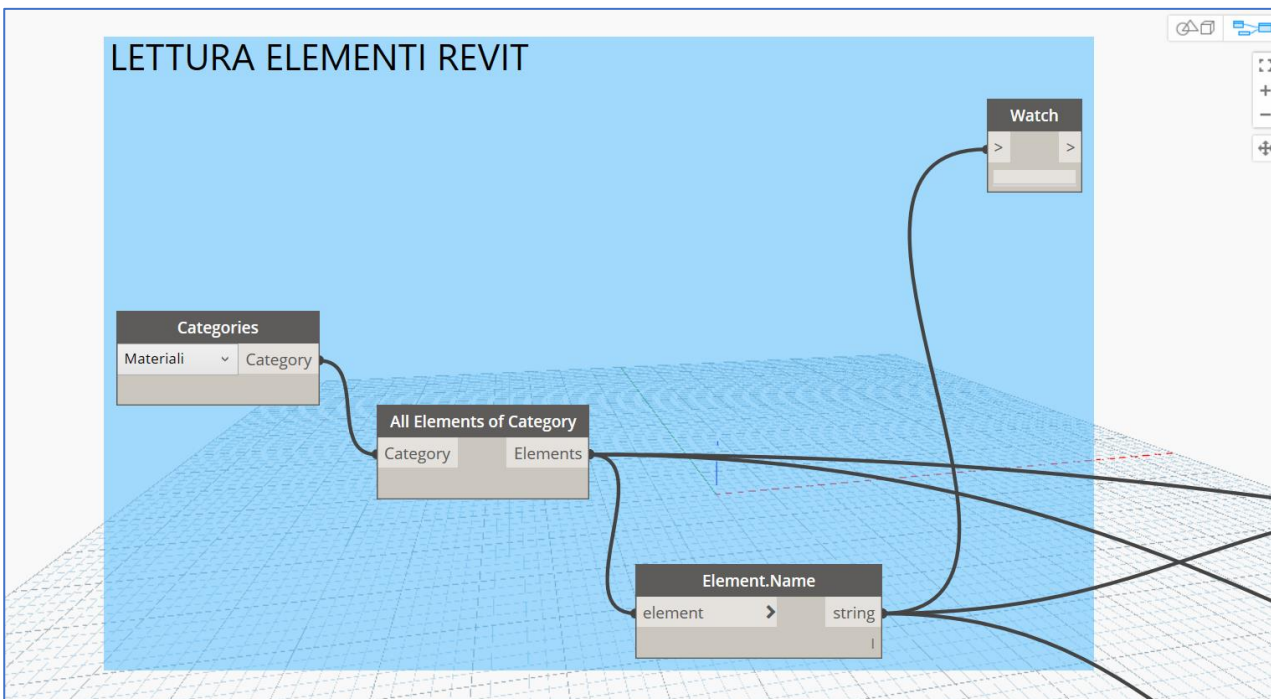 LETTURA ELEMENTI REVIT
Watch
> >
Categories
Materiali Category
All Elements of Category
Category Elements
Element.Name
element > string